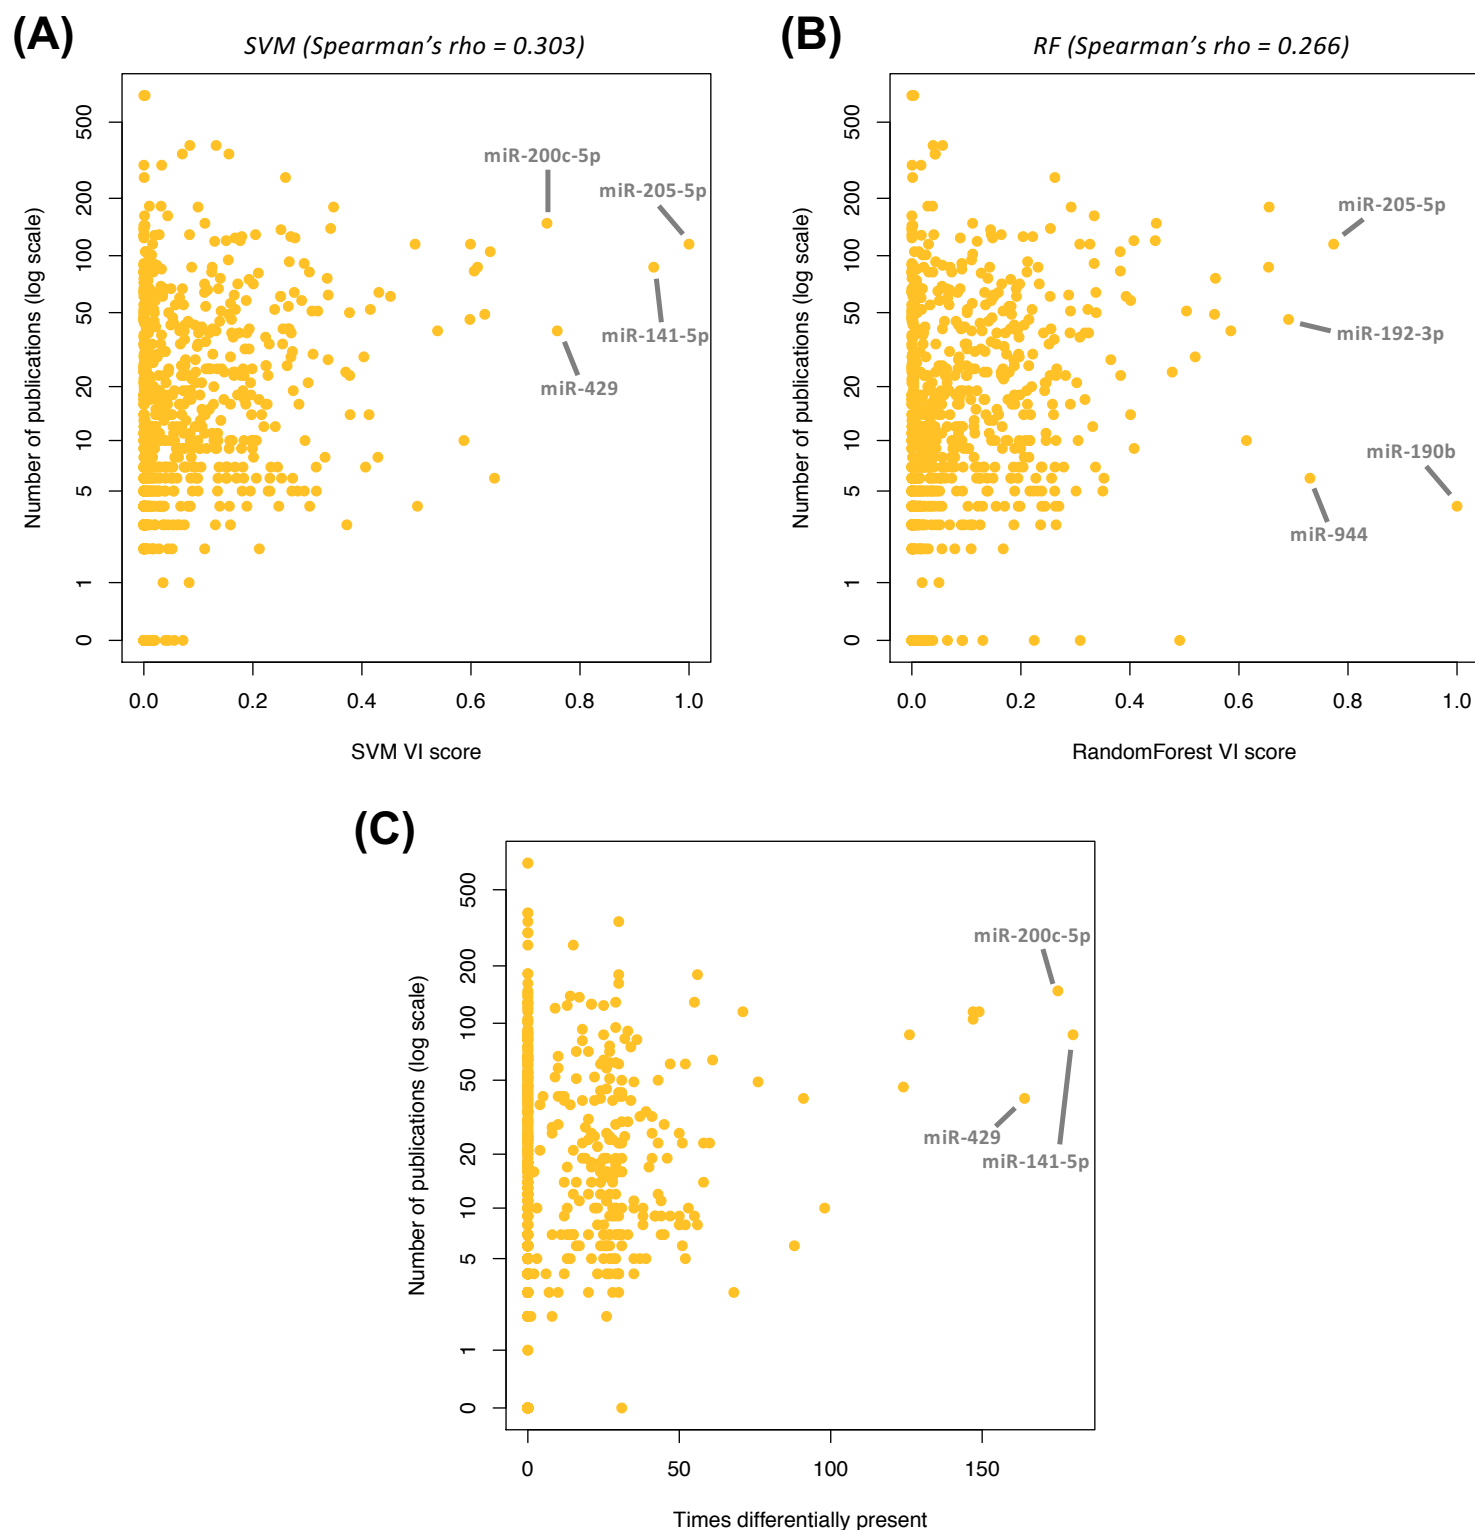 (A)
SVM (Spearman's rho = 0.303)
Number of publications (log scale)
500
200
100
50
20
10
5
1
0
miR-200c-5p
miR-205-5p
miR-141-5p
miR-429
0.0 0.2 0.4 0.6 0.8 1.0
SVM VI score
(B)
RF (Spearman's rho = 0.266)
Number of publications (log scale)
500
200
100
50
20
10
5
1
0
miR-205-5p
miR-192-3p
miR-190b
miR-944
0.0 0.2 0.4 0.6 0.8 1.0
RandomForest VI score
(C)
Number of publications (log scale)
500
200
100
50
20
10
5
1
0
miR-200c-5p
miR-429
miR-141-5p
0 50 100 150
Times differentially present